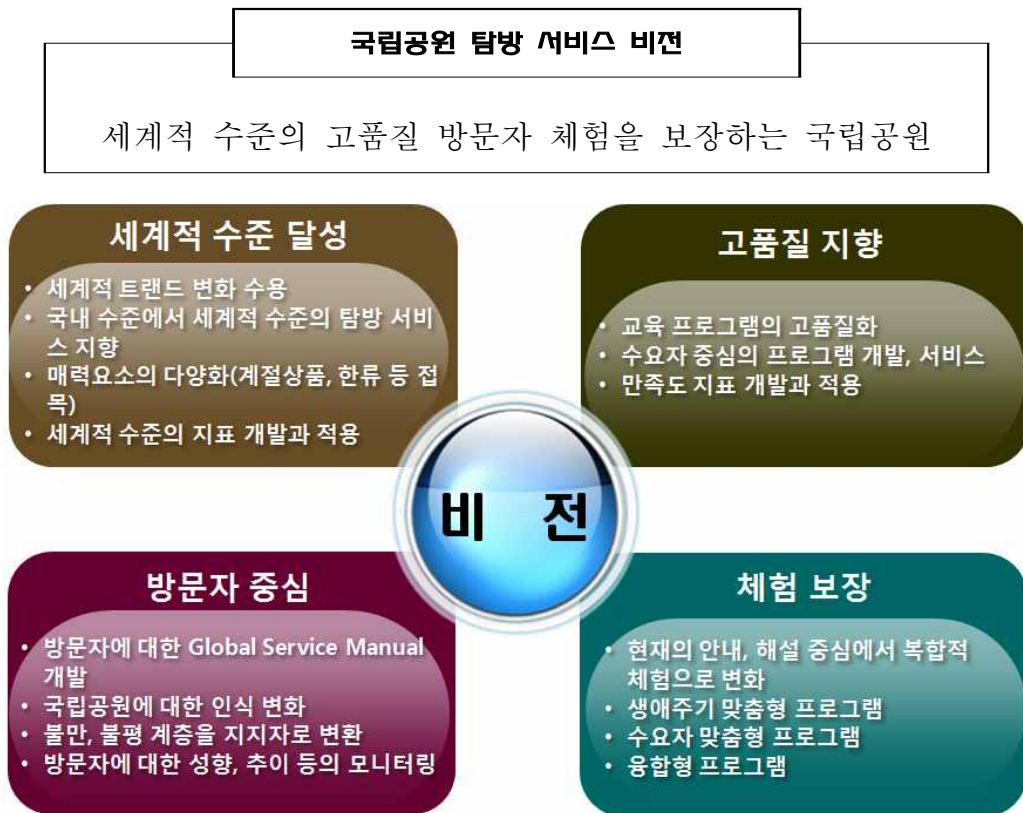 국립공원 탐방 서비스 비전
세계적 수준의 고품질 방문자 체험을 보장하는 국립공원
세계적 수준 달성
• 세계적 트랜드 변화 수용
• 국내 수준에서 세계적 수준의 탐방 서비
스 지향
• 매력요소의 다양화(계절상품, 한류 등 접
목)
• 세계적 수준의 지표 개발과 적용
고품질 지향
• 교육 프로그램의 고품질화
• 수요자 중심의 프로그램 개발, 서비스
• 만족도 지표 개발과 적용
비 전
방문자 중심
• 방문자에 대한 Global Service Manual
개발
• 국립공원에 대한 인식 변화
• 불만, 불평 계층을 지지자로 변환
• 방문자에 대한 성향, 추이 등의 모니터링
체험 보장
• 현재의 안내, 해설 중심에서 복합적
체험으로 변화
• 생애주기 맞춤형 프로그램
• 수요자 맞춤형 프로그램
• 융합형 프로그램